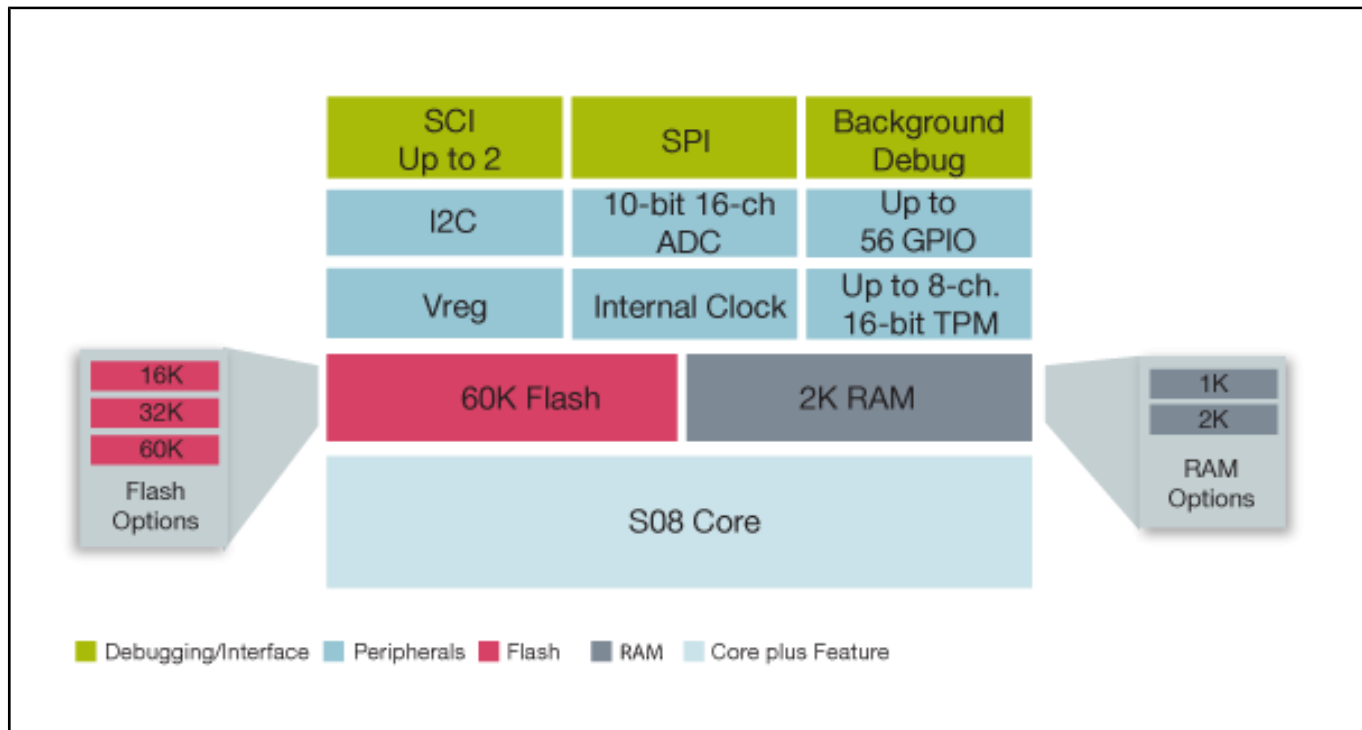 SCI
Up to 2
SPI
Background
Debug
I2C
10-bit 16-ch
ADC
Up to
56 GPIO
Vreg
Internal Clock
Up to 8-ch.
16-bit TPM
16K
32K
60K
Flash
Options
60K Flash
2K RAM
1K
2K
RAM
Options
S08 Core
Debugging/Interface
Peripherals
Flash
RAM
Core plus Feature